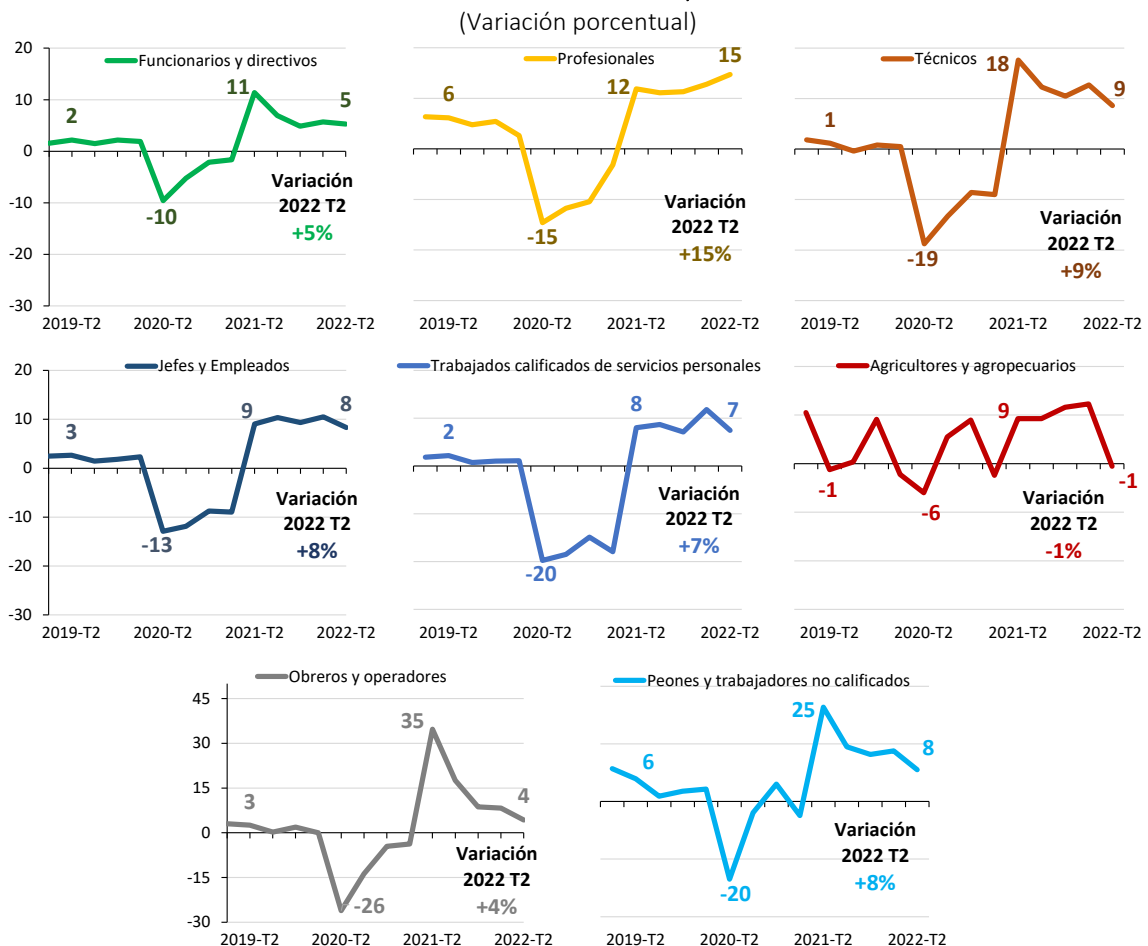 (Variación porcentual)
Funcionarios y directivos
20
10
0
-10
-20
-30
2
-10
11
5
Variación
2022 T2
+5%
2019-T2
2020-T2
2021-T2
2022-T2
Profesionales
6
-15
12
15
Variación
2022 T2
+15%
2019-T2
2020-T2
2021-T2
2022-T2
Técnicos
1
-19
18
9
Variación
2022 T2
+9%
2019-T2
2020-T2
2021-T2
2022-T2
Jefes y Empleados
20
10
0
-10
-20
-30
3
-13
9
8
Variación
2022 T2
+8%
2019-T2
2020-T2
2021-T2
2022-T2
Trabajados calificados de servicios personales
2
-20
8
7
Variación
2022 T2
+7%
2019-T2
2020-T2
2021-T2
2022-T2
Agricultores y agropecuarios
-1
-6
9
-1
Variación
2022 T2
-1%
2019-T2
2020-T2
2021-T2
2022-T2
Obreros y operadores
45
30
15
0
-15
-30
3
-26
35
4
Variación
2022 T2
+4%
2019-T2
2020-T2
2021-T2
2022-T2
Peones y trabajadores no calificados
6
-20
25
8
Variación
2022 T2
+8%
2019-T2
2020-T2
2021-T2
2022-T2